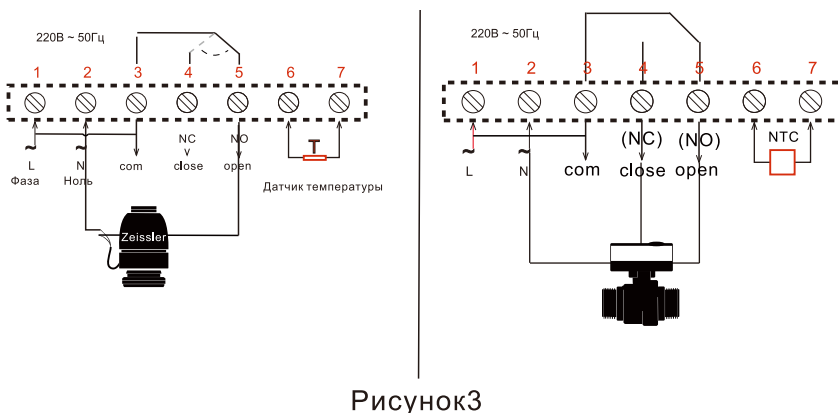 220В ~ 50Гц
1 2 3 4 5 6 7
~ ~ com NC NO T
L N close open
Фаза Ноль Датчик температуры
Zeissler
220В ~ 50Гц
1 2 3 4 5 6 7
~ ~ (NC) (NO) NTC
L N com close open
Рисунок3